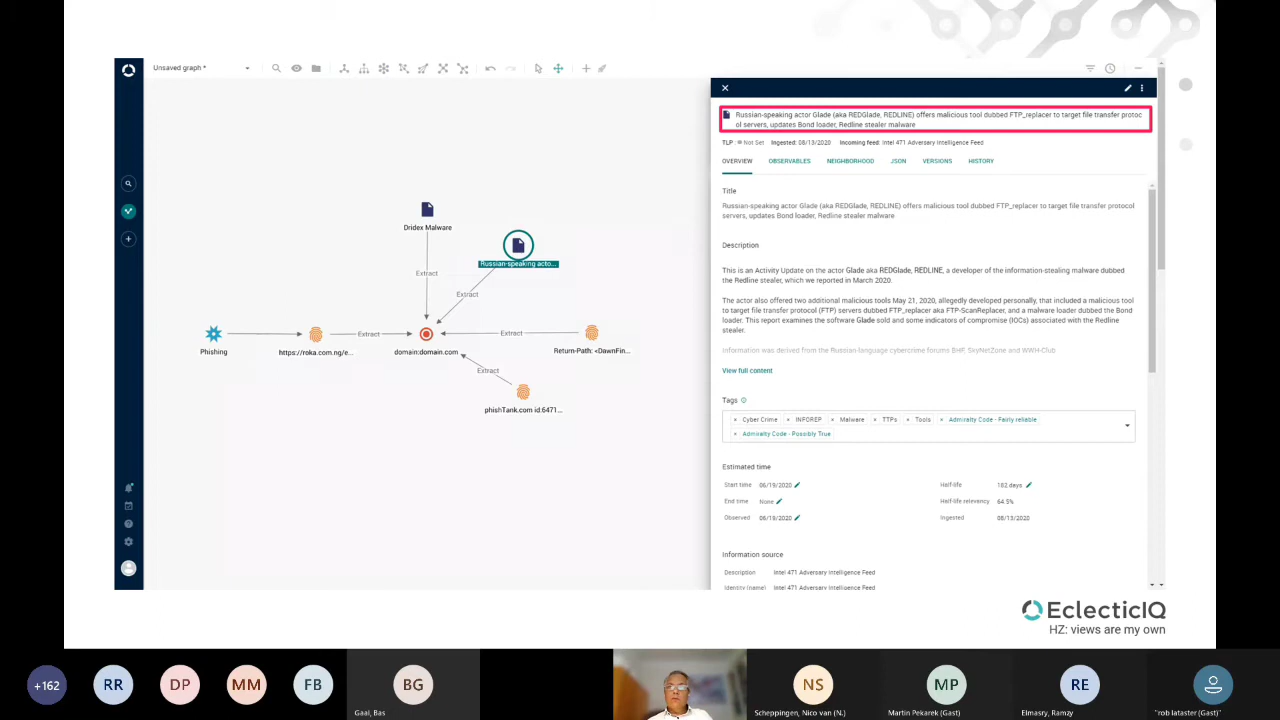 Unsaved graph *
Russian-speaking actor Glade (aka REDGlade, REDLINE) offers malicious tool dubbed FTP_replacer to target file transfer protoc
ol servers, updates Bond loader, Redline stealer malware
TLP : Not Set Ingested: 08/13/2020 Incoming feed: Intel 471 Adversary Intelligence Feed
OVERVIEW OBSERVABLES NEIGHBORHOOD JSON VERSIONS HISTORY
Title
Russian-speaking actor Glade (aka REDGlade, REDLINE) offers malicious tool dubbed FTP_replacer to target file transfer protocol
servers, updates Bond loader, Redline stealer malware
Description
This is an Activity Update on the actor Glade aka REDGlade, REDLINE, a developer of the information-stealing malware dubbed
the Redline stealer, which we reported in March 2020.
The actor also offered two additional malicious tools May 21, 2020, allegedly developed personally, that included a malicious tool
to target file transfer protocol (FTP) servers dubbed FTP_replacer aka FTP-ScanReplacer, and a malware loader dubbed the Bond
loader. This report examines the software Glade sold and some indicators of compromise (IOCs) associated with the Redline
stealer.
Information was derived from the Russian-language cybercrime forums BHF, SkyNetZone and WWH-Club
View full content
Tags
× Cyber Crime × INFOREP × Malware × TTPs × Tools × Admiralty Code - Fairly reliable
× Admiralty Code - Possibly True
Estimated time
Start time 06/19/2020 Half-life 182 days
End time None Half-life relevancy 64.5%
Observed 06/19/2020 Ingested 08/13/2020
Information source
Description Intel 471 Adversary Intelligence Feed
Identity (name) Intel 471 Adversary Intelligence Feed
Dridex Malware
Russian-speaking acto...
Extract
Extract
Extract
Extract
Extract
Phishing
https://roka.com.ng/e...
domain:domain.com
Return-Path: <DawnFin...
phishTank.com id:6471...
EclecticIQ
HZ: views are my own
+162
RR
DP
MM
FB
BG
Gaal, Bas
NS
Scheppingen, Nico van (N.)
MP
Martin Pekarek (Gast)
RE
Elmasry, Ramzy
"rob lataster (Gast)"